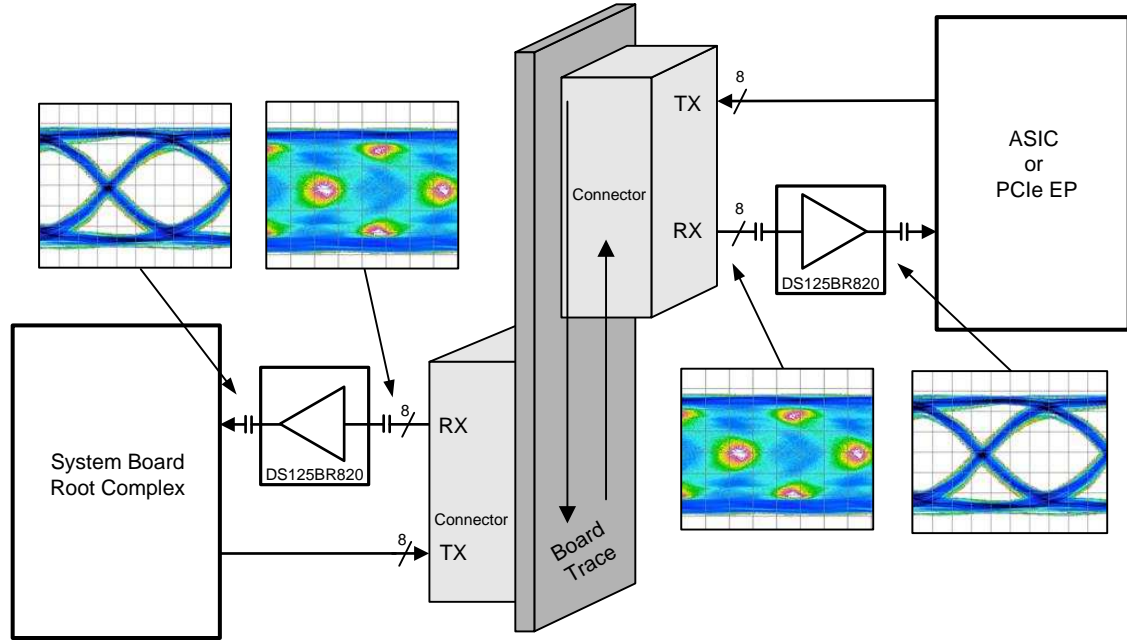 8
TX
ASIC
or
PCIe EP
Connector
8
RX
DS125BR820
8
RX
System Board
Root Complex
DS125BR820
Connector
8
TX
Board
Trace